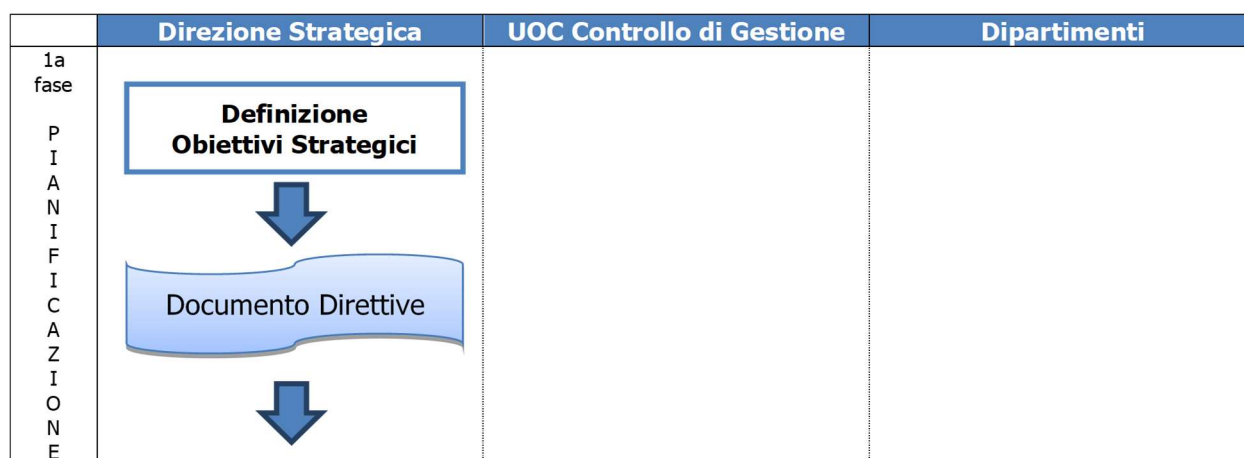 Direzione Strategica UOC Controllo di Gestione Dipartimenti
1a
fase
P
I
A
N
I
F
I
C
A
Z
I
O
N
E
Definizione
Obiettivi Strategici
Documento Direttive